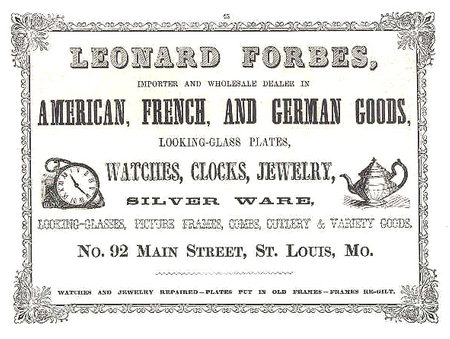 25
LEONARD FORBES,
IMPORTER AND WHOLESALE DEALER IN
AMERICAN, FRENCH, AND GERMAN GOODS,
LOOKING-GLASS PLATES,
WATCHES, CLOCKS, JEWELRY,
SILVER WARE,
LOOKING-GLASSES, PICTURE FRAMES, COMBS, CUTLERY & VARIETY GOODS.
No. 92 MAIN STREET, ST. LOUIS, MO.
WATCHES AND JEWELRY REPAIRED—PLATES PUT IN OLD FRAMES—FRAMES RE-GILT.